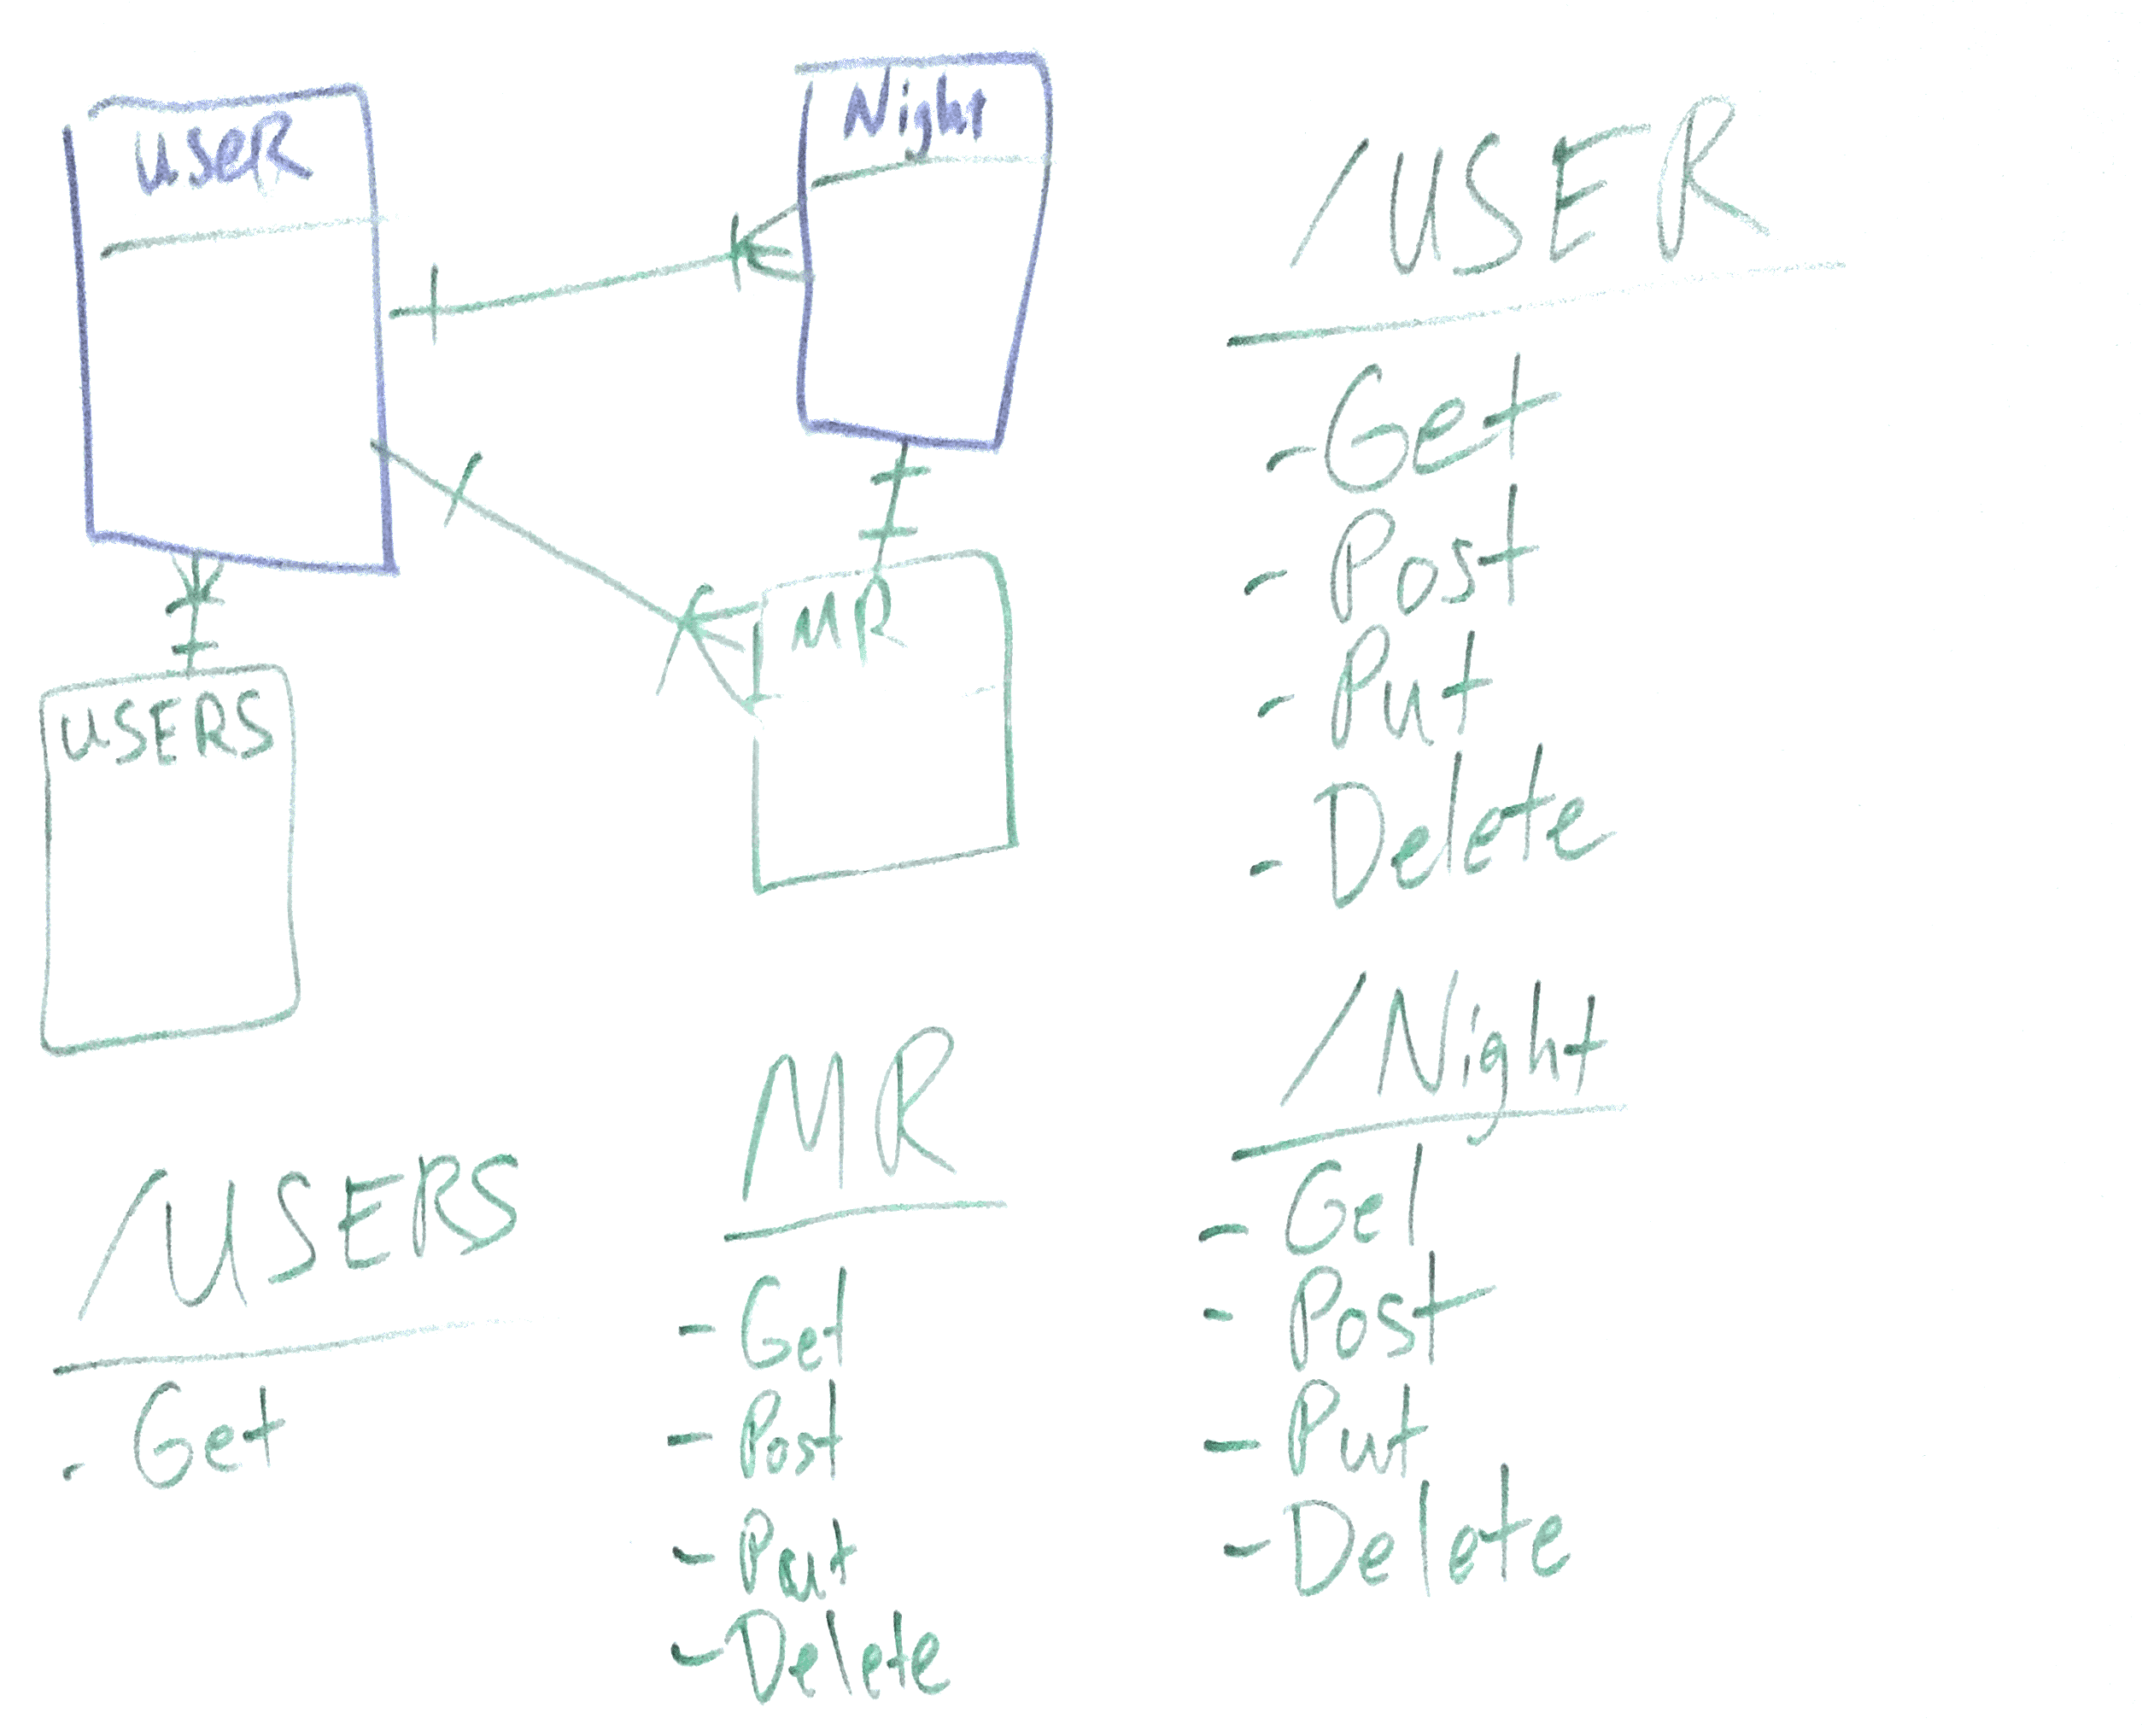 USER
Night
MR
USERS
/USER
- Get
- Post
- Put
- Delete
/Night
- Get
- Post
- Put
- Delete
MR
- Get
- Post
- Put
- Delete
/USERS
- Get